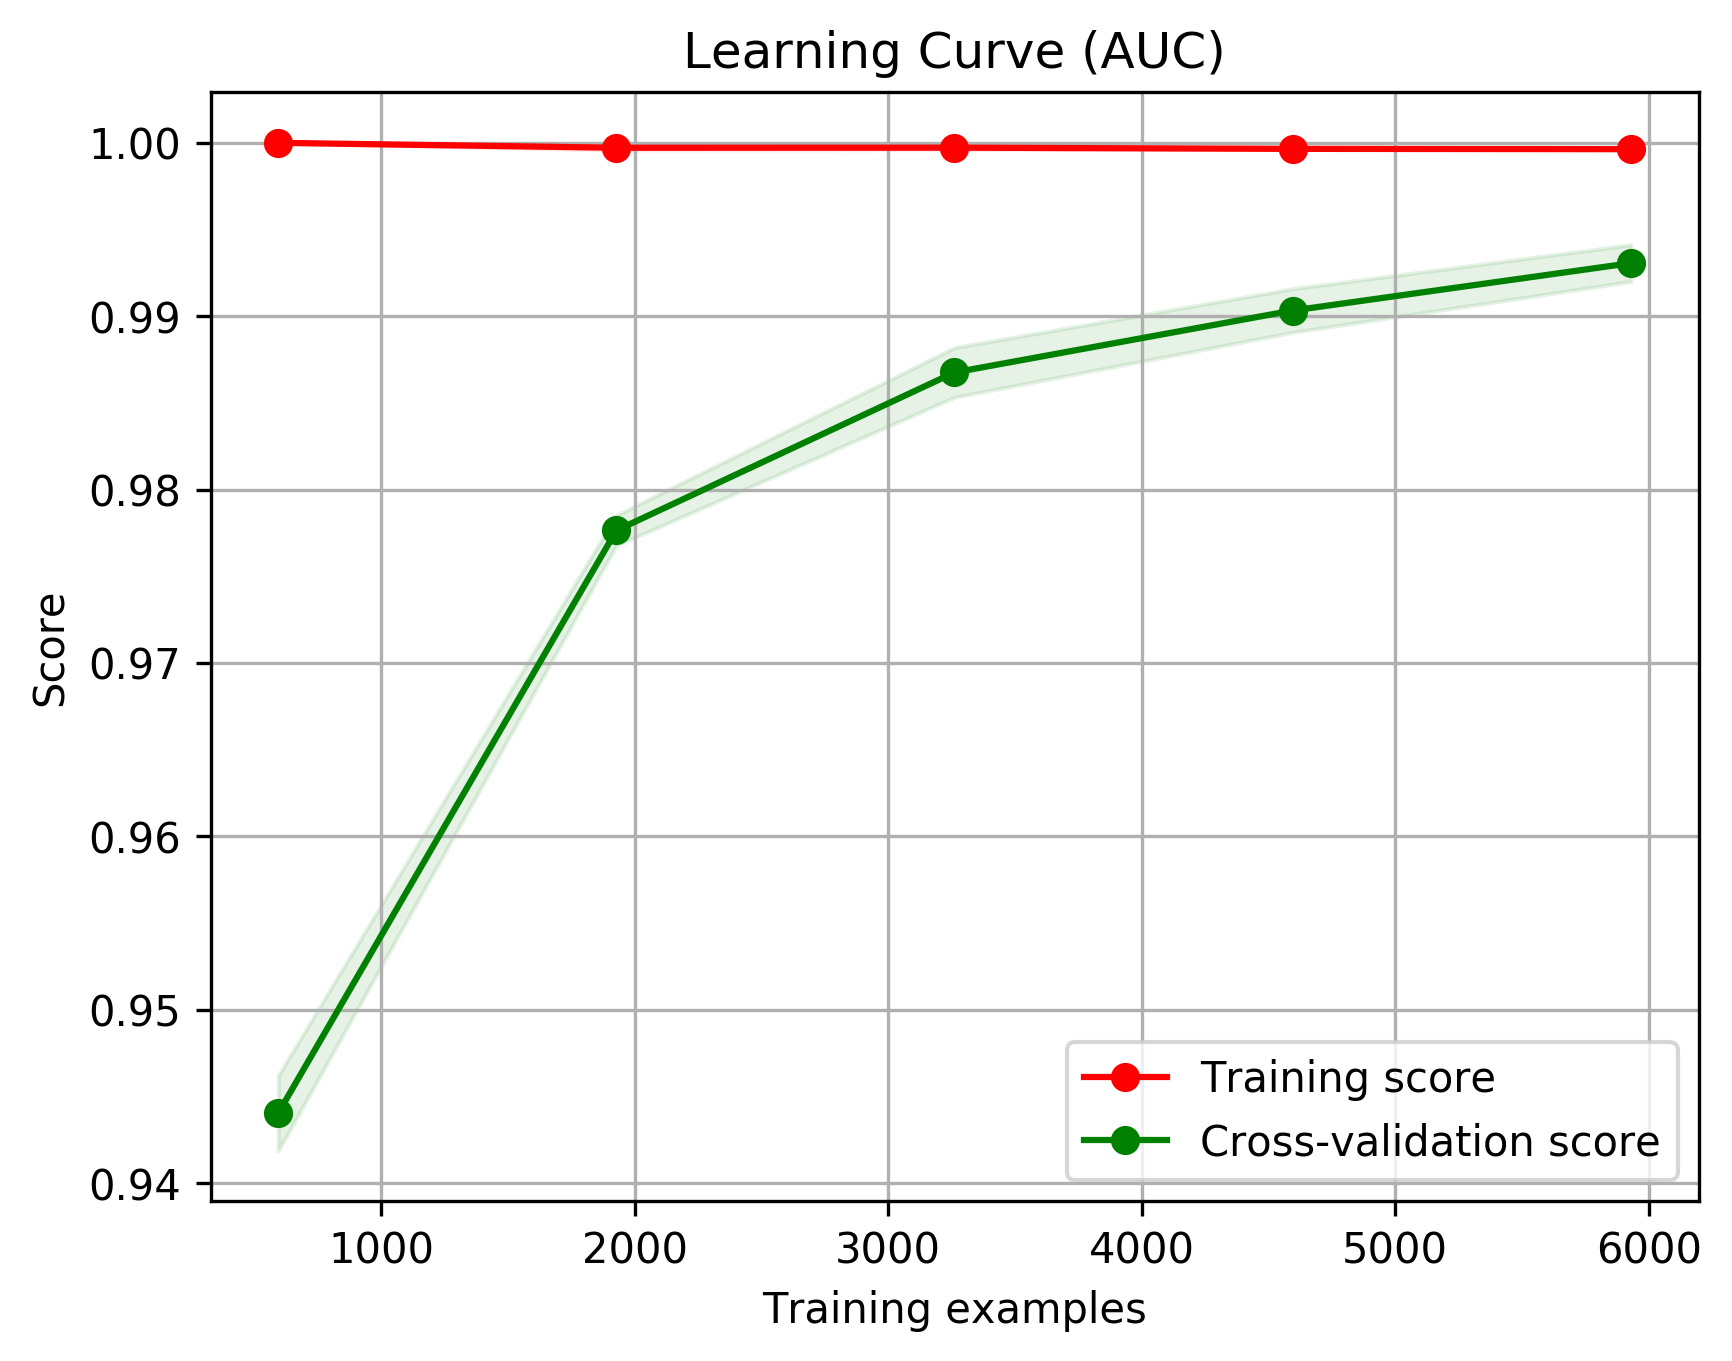 Learning Curve (AUC)
1.00
0.99
0.98
0.97
0.96
0.95
0.94
Score
Training score
Cross-validation score
1000 2000 3000 4000 5000 6000
Training examples